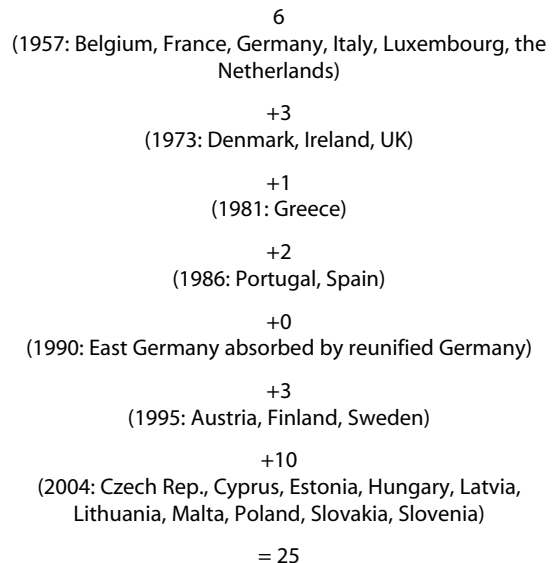 6
(1957: Belgium, France, Germany, Italy, Luxembourg, the
Netherlands)
+3
(1973: Denmark, Ireland, UK)
+1
(1981: Greece)
+2
(1986: Portugal, Spain)
+0
(1990: East Germany absorbed by reunified Germany)
+3
(1995: Austria, Finland, Sweden)
+10
(2004: Czech Rep., Cyprus, Estonia, Hungary, Latvia,
Lithuania, Malta, Poland, Slovakia, Slovenia)
= 25